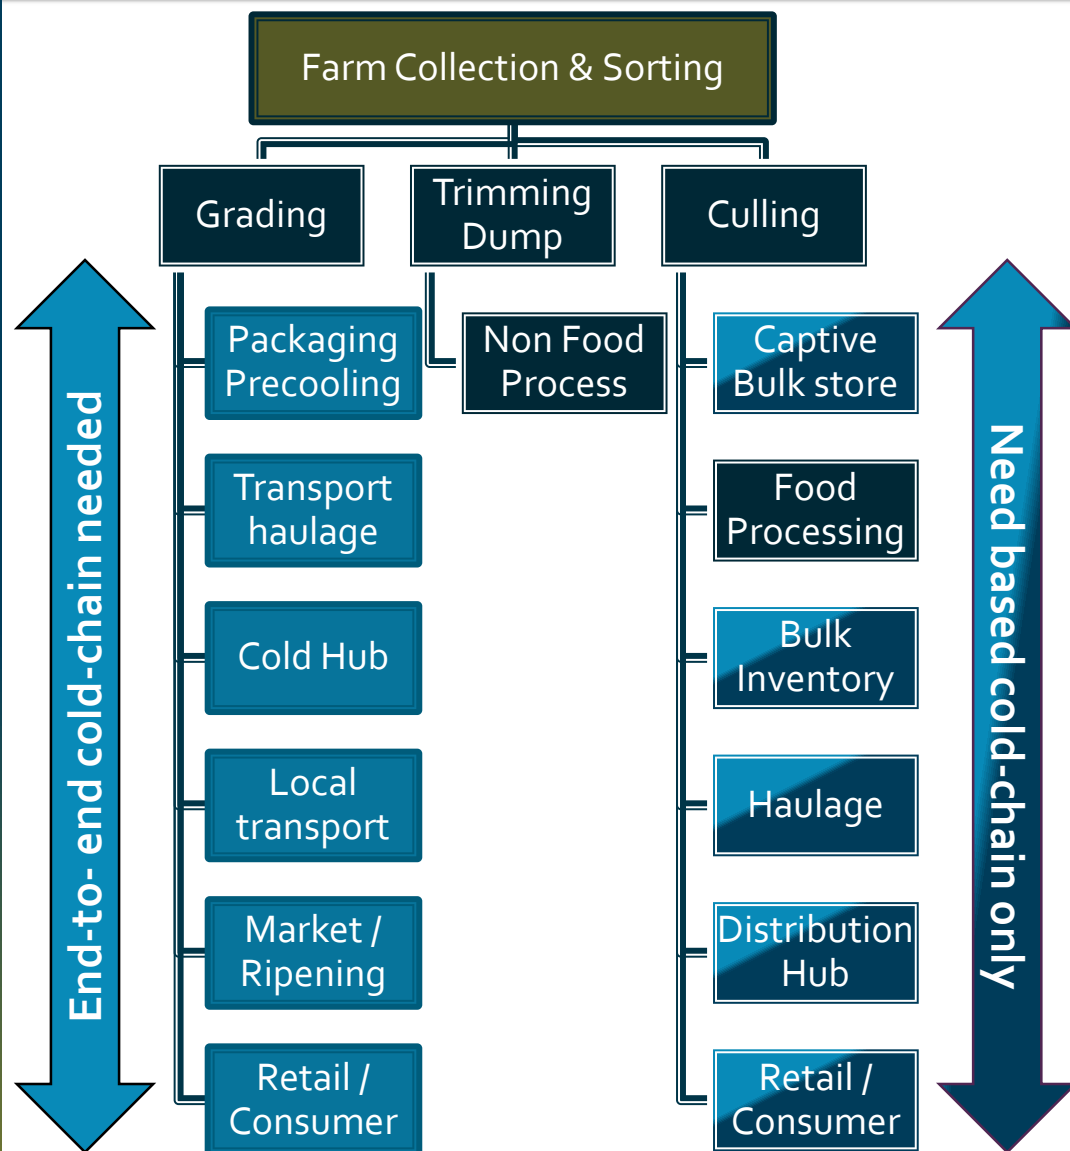 Farm Collection & Sorting
Grading
Trimming
Dump
Culling
End-to- end cold-chain needed
Packaging
Precooling
Transport
haulage
Cold Hub
Local
transport
Market /
Ripening
Retail /
Consumer
Non Food
Process
Captive
Bulk store
Food
Processing
Bulk
Inventory
Haulage
Distribution
Hub
Retail /
Consumer
Need based cold-chain only